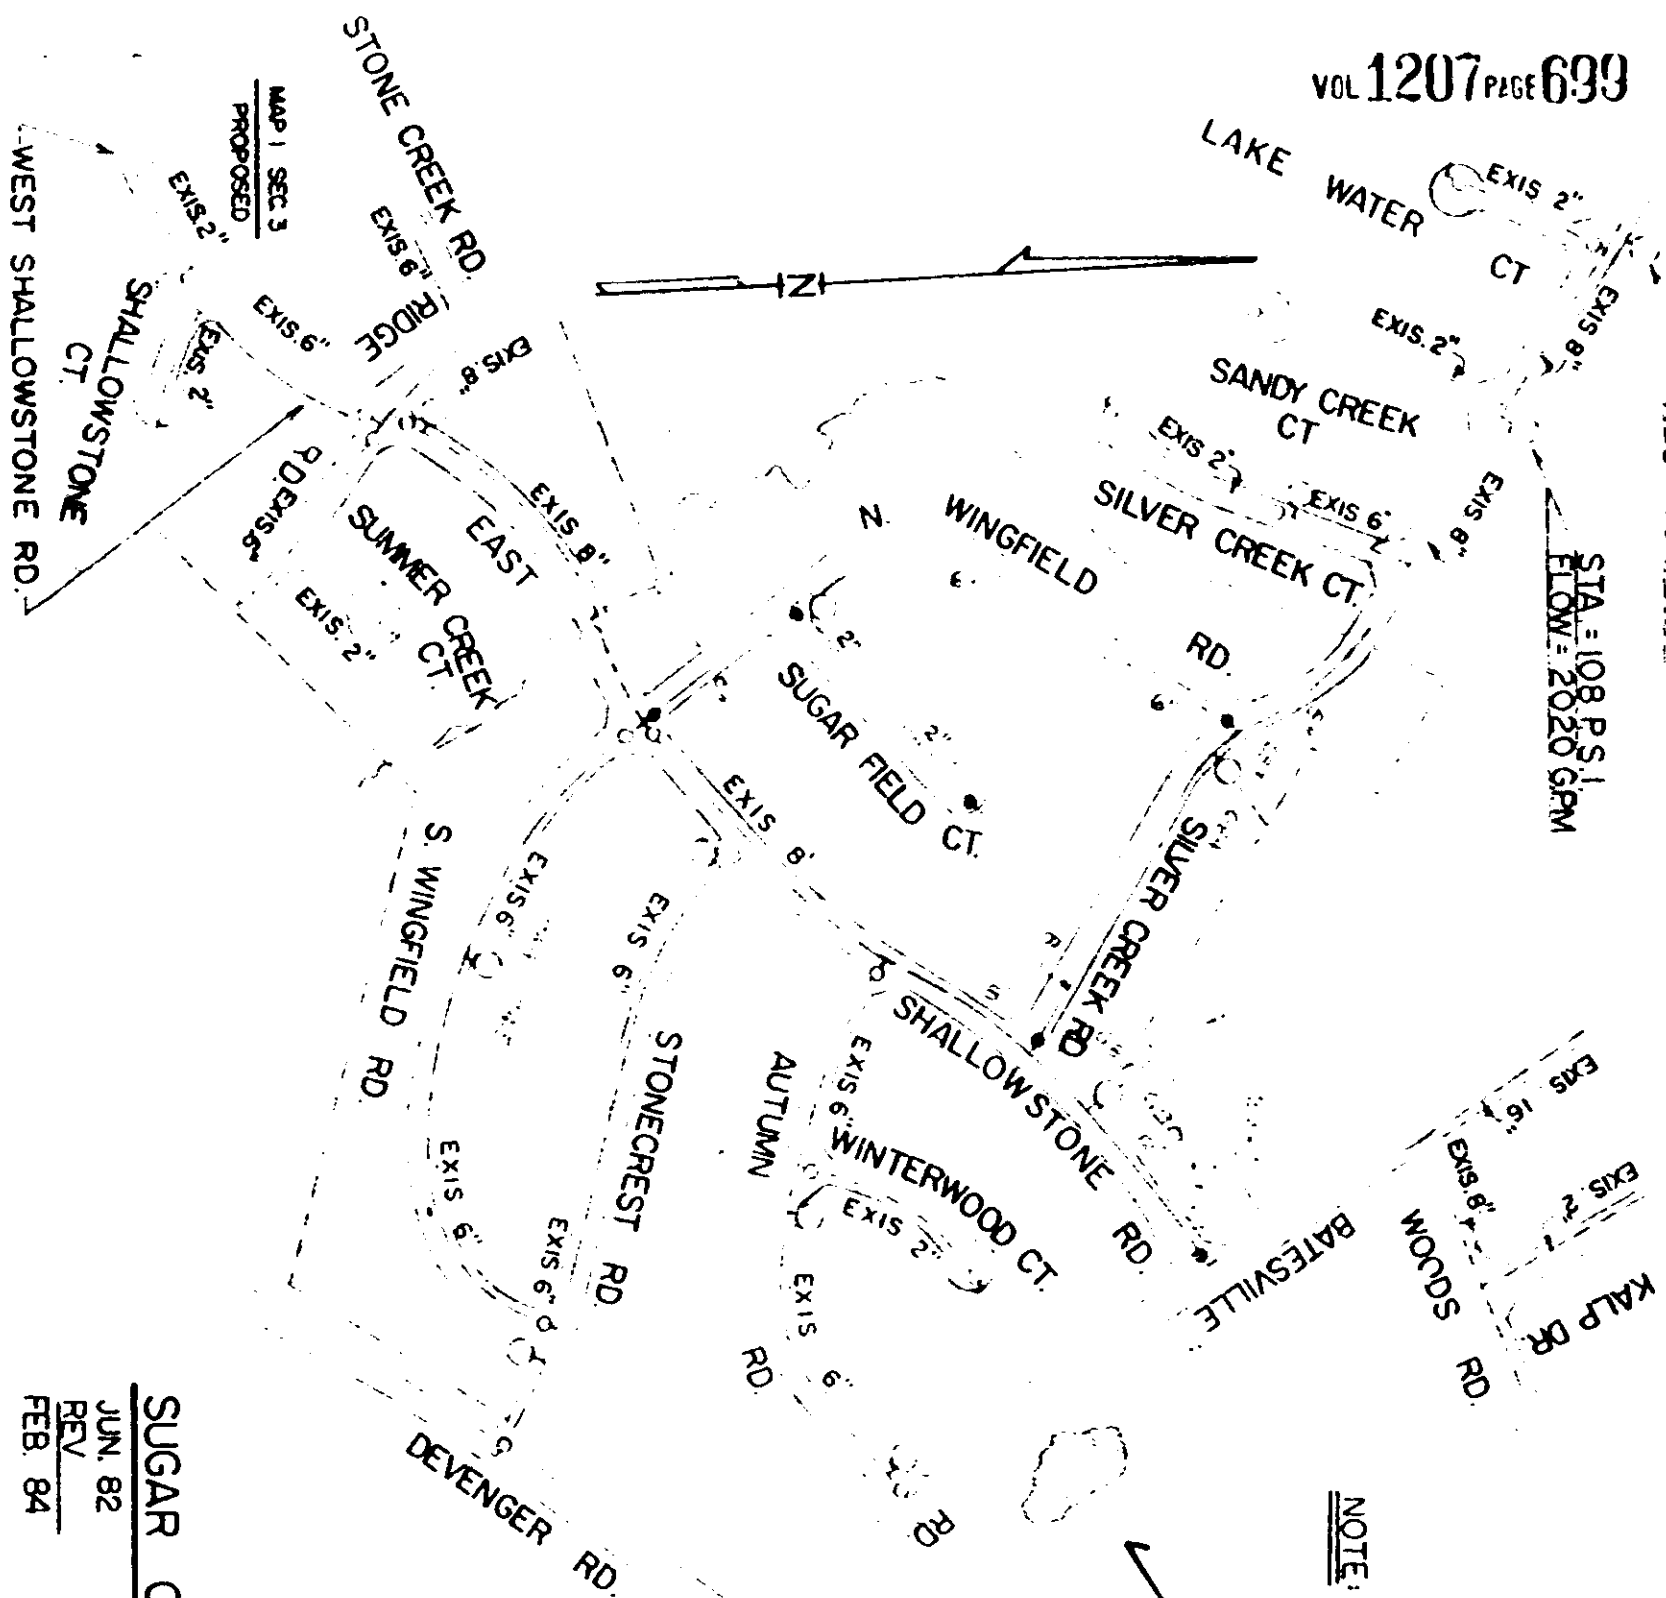 VOL 1207 PAGE 699
STONE CREEK RD.
MAP 1 SEC 3
PROPOSED
WEST SHALLOWSTONE RD.
EXIS. 2"
EXIS. 6"
RIDGE
RD.
EXIS. 6"
EXIS. 8"
SHALLOWSTONE
CT.
EXIS 2"
EXIS. 6"
SUMMER CREEK
CT.
EXIS. 2"
EAST
EXIS 8"
N
LAKE WATER CT
EXIS 2"
EXIS 8"
EXIS. 2"
SANDY CREEK
CT
EXIS 2"
EXIS 6"
EXIS 8"
SILVER CREEK CT.
STA = 108 P.S.I
FLOW = 2020 GPM
N. WINGFIELD RD.
6"
6"
2"
SUGAR FIELD CT.
2"
EXIS 8"
SILVER CREEK RD
S. WINGFIELD RD
EXIS 6"
EXIS 6"
EXIS 6"
EXIS 6"
STONECREST RD
SHALLOWSTONE RD.
AUTUMN RD.
EXIS 6"
WINTERWOOD CT.
EXIS 2"
EXIS 6"
BATESVILLE RD
EXIS 16"
EXIS. 8"
EXIS. 2"
WOODS RD.
KALP DR
DEVENGER RD.
NOTE:
SUGAR
JUN. 82
REV
FEB. 84